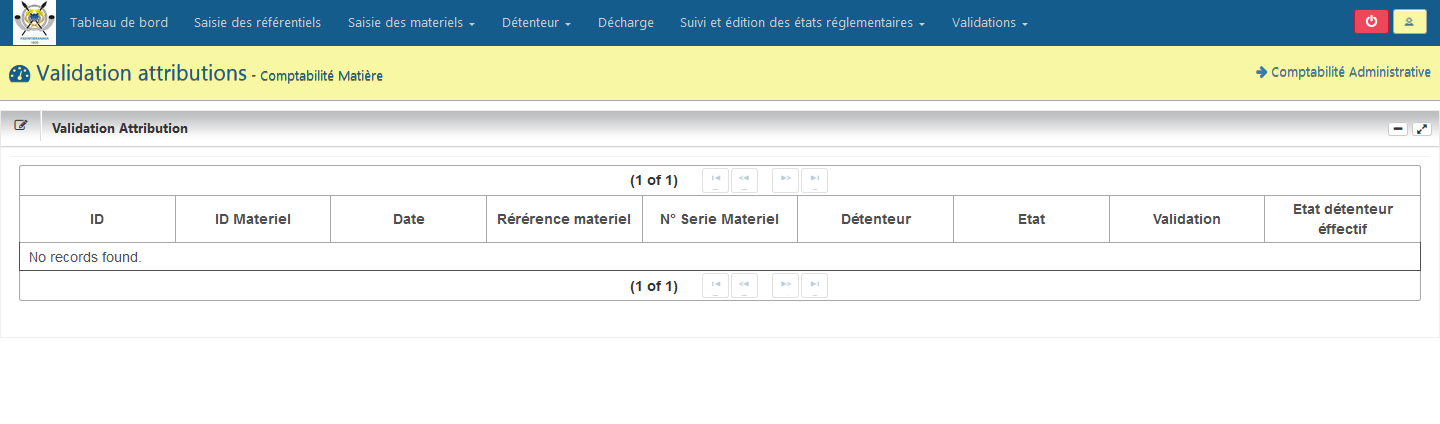 Tableau de bord Saisie des référentiels Saisie des materiels Détenteur Décharge Suivi et édition des états réglementaires Validations
Validation attributions - Comptabilité Matière
Comptabilité Administrative
Validation Attribution
(1 of 1)
ID ID Materiel Date Rérérence materiel N° Serie Materiel Détenteur Etat Validation Etat détenteur
éffectif
No records found.
(1 of 1)